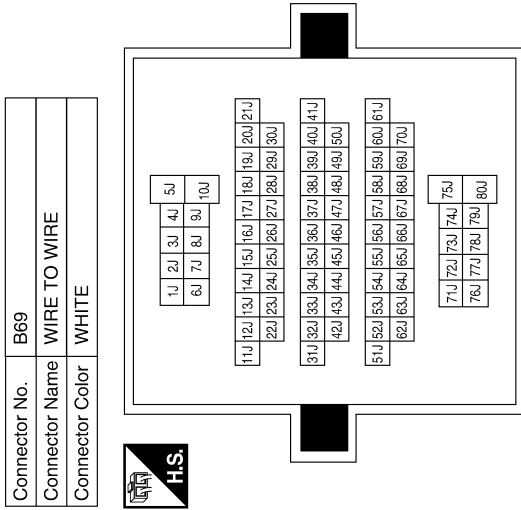 Connector No. B69
Connector Name WIRE TO WIRE
Connector Color WHITE
H.S.
1J 2J 3J 4J 5J
6J 7J 8J 9J 10J
11J 12J 13J 14J 15J 16J 17J 18J 19J 20J 21J
22J 23J 24J 25J 26J 27J 28J 29J 30J
31J 32J 33J 34J 35J 36J 37J 38J 39J 40J 41J
42J 43J 44J 45J 46J 47J 48J 49J 50J
51J 52J 53J 54J 55J 56J 57J 58J 59J 60J 61J
62J 63J 64J 65J 66J 67J 68J 69J 70J
71J 72J 73J 74J 75J
76J 77J 78J 79J 80J